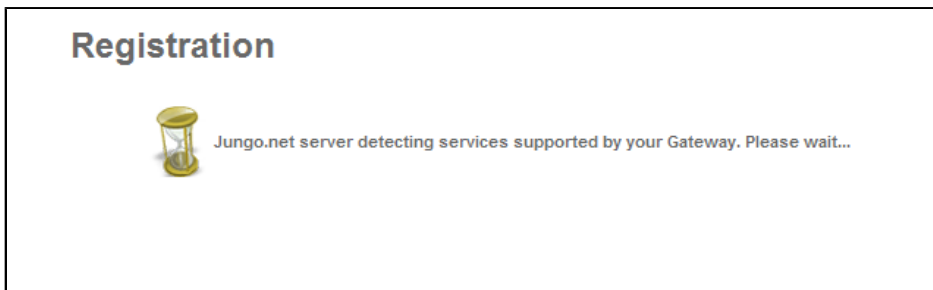 Registration
Jungo.net server detecting services supported by your Gateway. Please wait...